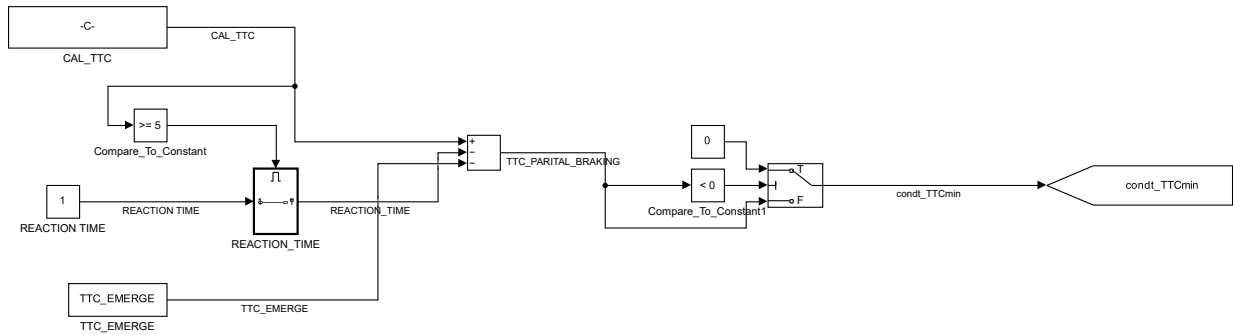 -C-
CAL_TTC
CAL_TTC
>= 5
Compare_To_Constant
1
REACTION TIME
REACTION TIME
REACTION_TIME
REACTION_TIME
TTC_EMERGE
TTC_EMERGE
TTC_EMERGE
+
−
−
TTC_PARITAL_BRAKING
0
< 0
Compare_To_Constant1
T
F
condt_TTCmin
condt_TTCmin